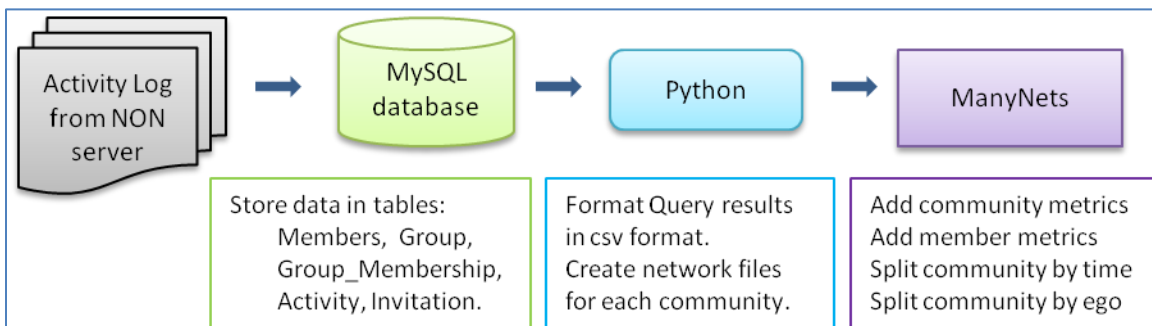 Activity Log
from NON
server
MySQL
database
Python
ManyNets
Store data in tables:
Members, Group,
Group_Membership,
Activity, Invitation.
Format Query results
in csv format.
Create network files
for each community.
Add community metrics
Add member metrics
Split community by time
Split community by ego